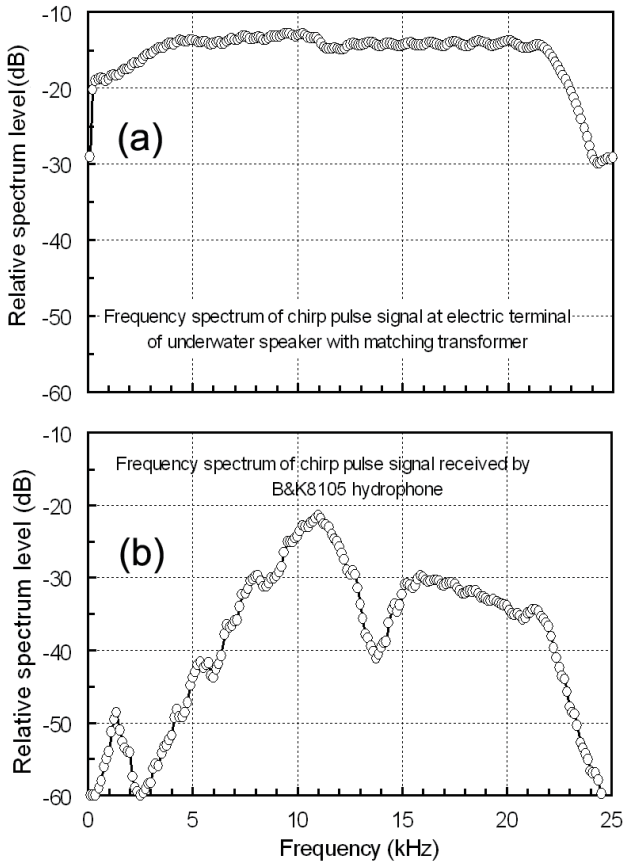 -10
-20
-30
-40
-50
-60
Relative spectrum level (dB)
(a)
Frequency spectrum of chirp pulse signal at electric terminal
of underwater speaker with matching transformer
-10
-20
-30
-40
-50
-60
Relative spectrum level (dB)
Frequency spectrum of chirp pulse signal received by
B&K8105 hydrophone
(b)
0 5 10 15 20 25
Frequency (kHz)